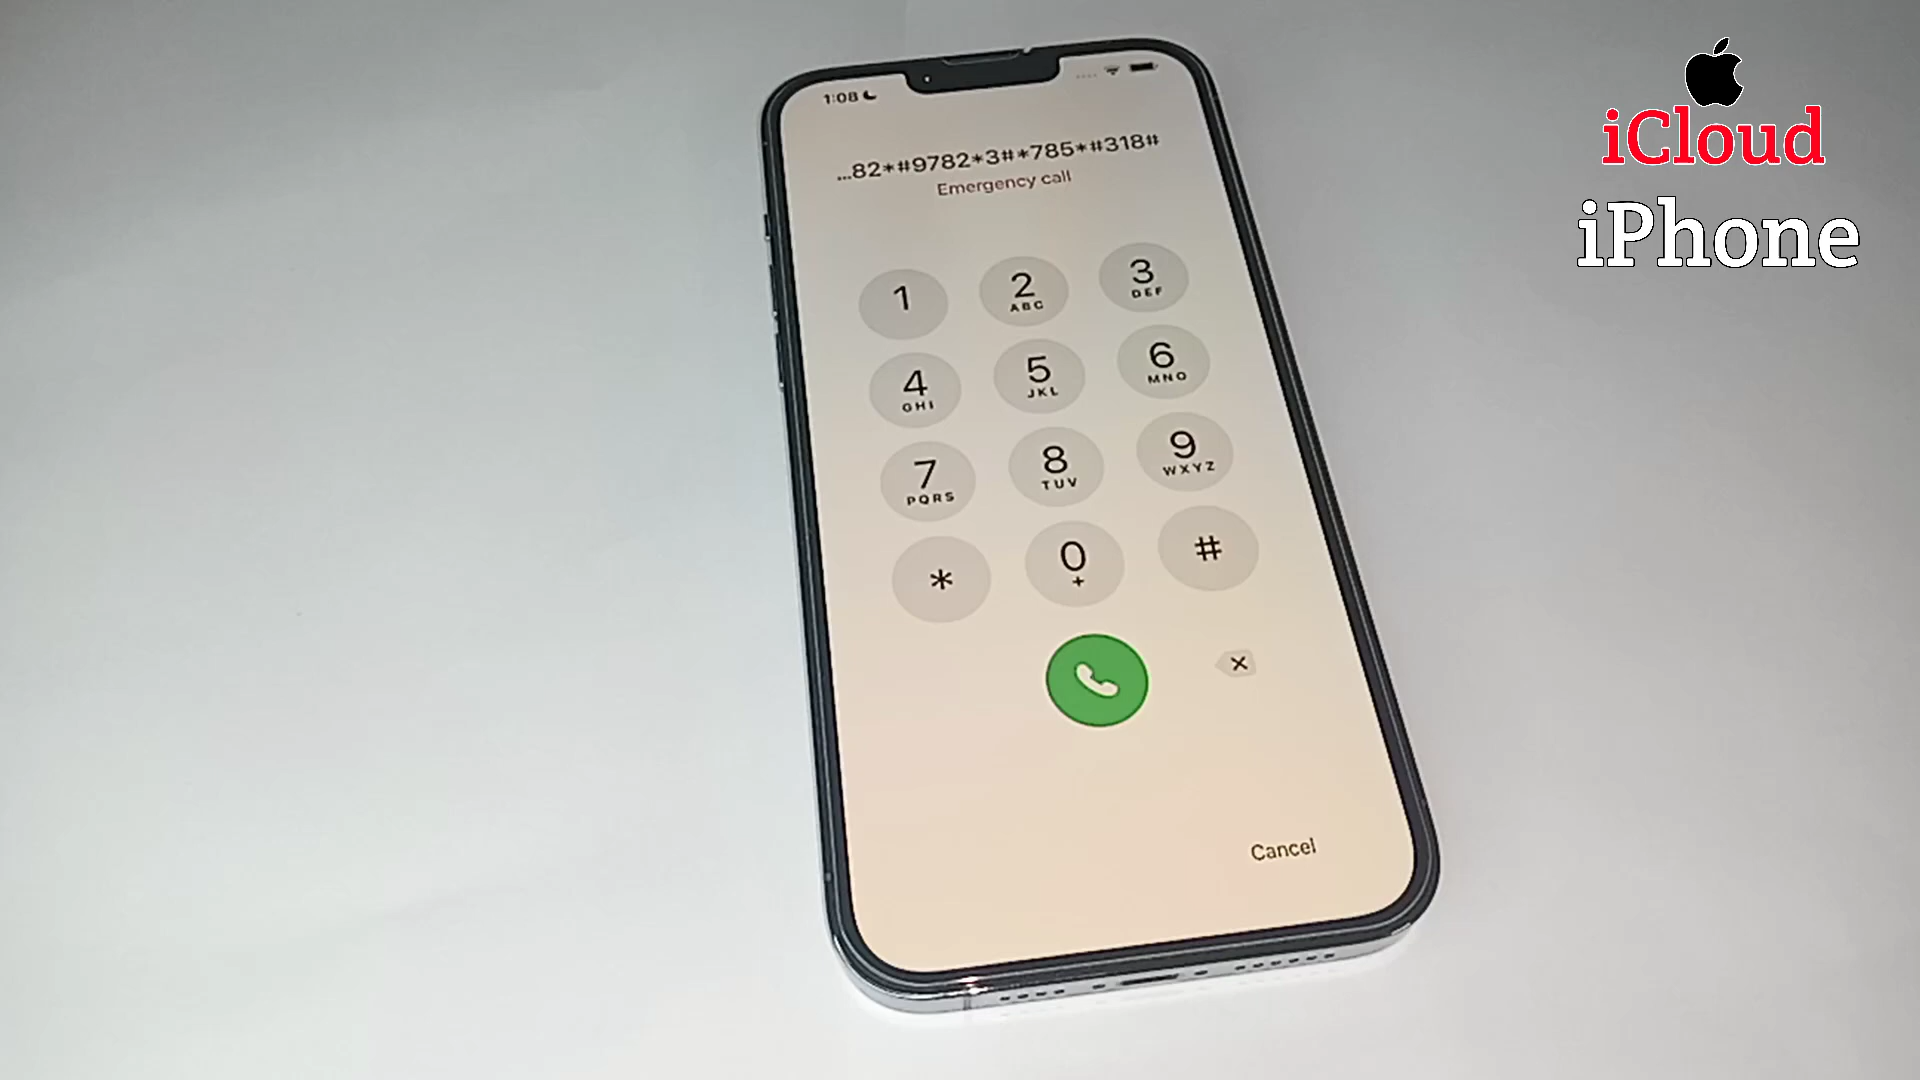 1:08
...82*#9782*3#*785*#318#
Emergency call
1
2
ABC
3
DEF
4
GHI
5
JKL
6
MNO
7
PQRS
8
TUV
9
WXYZ
*
0
+
#
Cancel
iCloud
iPhone